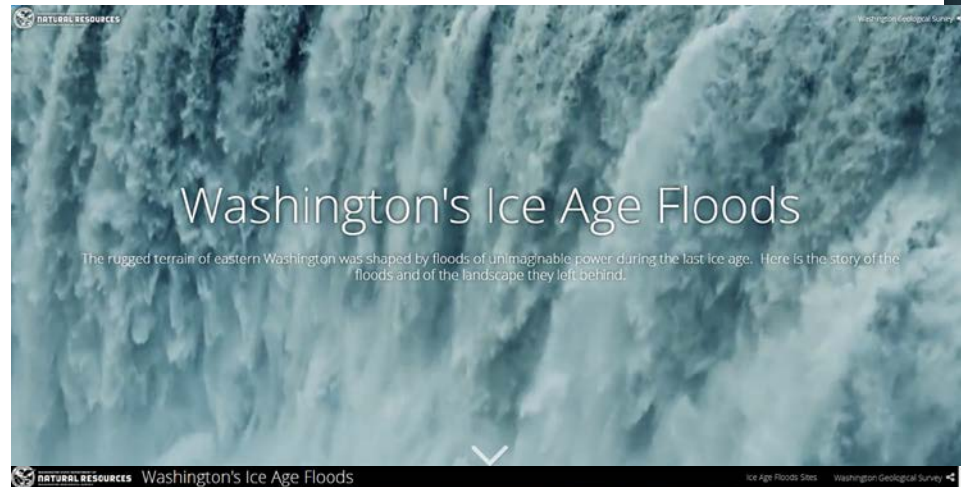 NATURAL RESOURCES
Washington Geological Survey
Washington's Ice Age Floods
The rugged terrain of eastern Washington was shaped by floods of unimaginable power during the last ice age. Here is the story of the
floods and of the landscape they left behind.
NATURAL RESOURCES Washington's Ice Age Floods Ice Age Floods Sites Washington Geological Survey